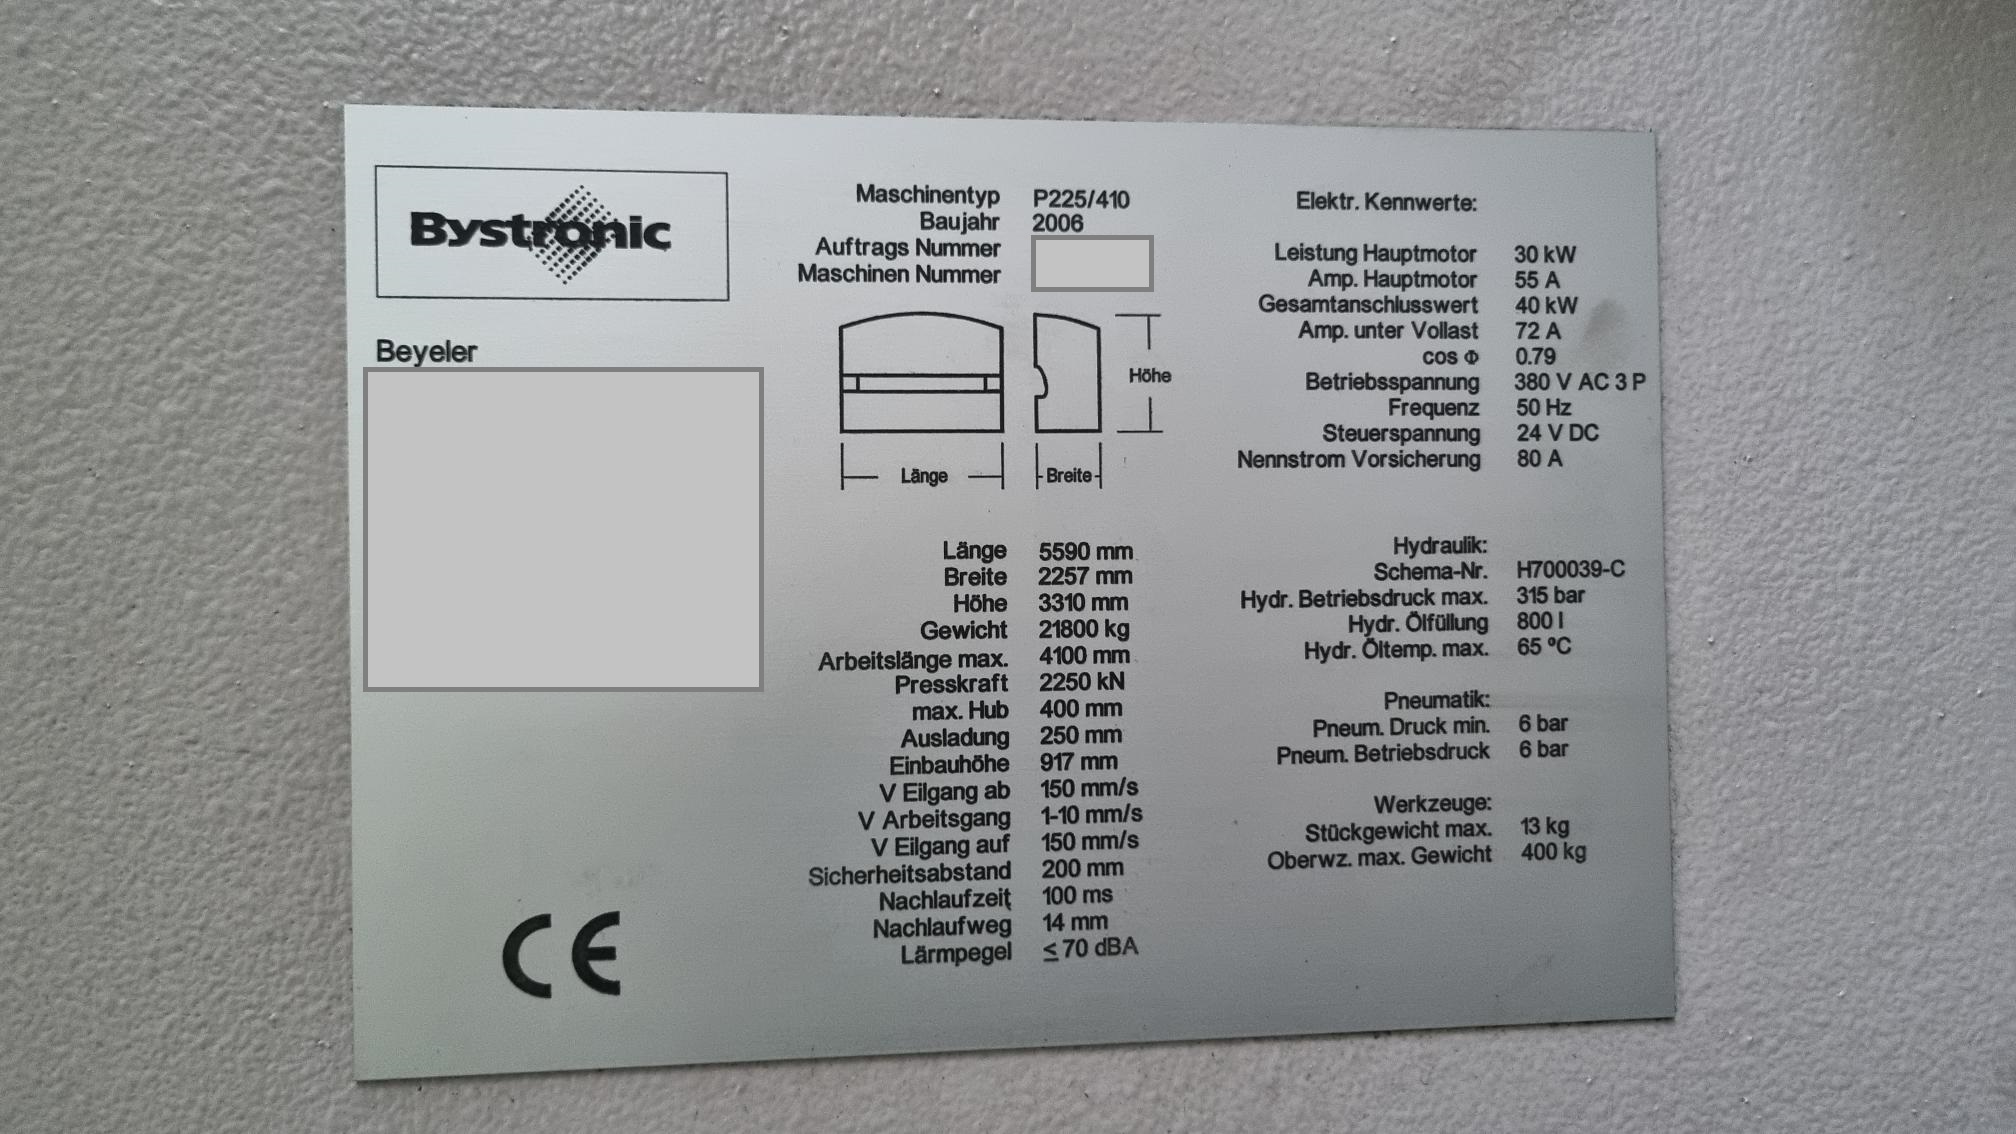 Bystronic
Beyeler
Maschinentyp P225/410
Baujahr 2006
Auftrags Nummer
Maschinen Nummer
Höhe
Länge
Breite
Länge 5590 mm
Breite 2257 mm
Höhe 3310 mm
Gewicht 21800 kg
Arbeitslänge max. 4100 mm
Presskraft 2250 kN
max. Hub 400 mm
Ausladung 250 mm
Einbauhöhe 917 mm
V Eilgang ab 150 mm/s
V Arbeitsgang 1-10 mm/s
V Eilgang auf 150 mm/s
Sicherheitsabstand 200 mm
Nachlaufzeit 100 ms
Nachlaufweg 14 mm
Lärmpegel ≤ 70 dBA
Elektr. Kennwerte:
Leistung Hauptmotor 30 kW
Amp. Hauptmotor 55 A
Gesamtanschlusswert 40 kW
Amp. unter Vollast 72 A
cos Φ 0.79
Betriebsspannung 380 V AC 3 P
Frequenz 50 Hz
Steuerspannung 24 V DC
Nennstrom Vorsicherung 80 A
Hydraulik:
Schema-Nr. H700039-C
Hydr. Betriebsdruck max. 315 bar
Hydr. Ölfüllung 800 l
Hydr. Öltemp. max. 65 ºC
Pneumatik:
Pneum. Druck min. 6 bar
Pneum. Betriebsdruck 6 bar
Werkzeuge:
Stückgewicht max. 13 kg
Oberwz. max. Gewicht 400 kg
CE